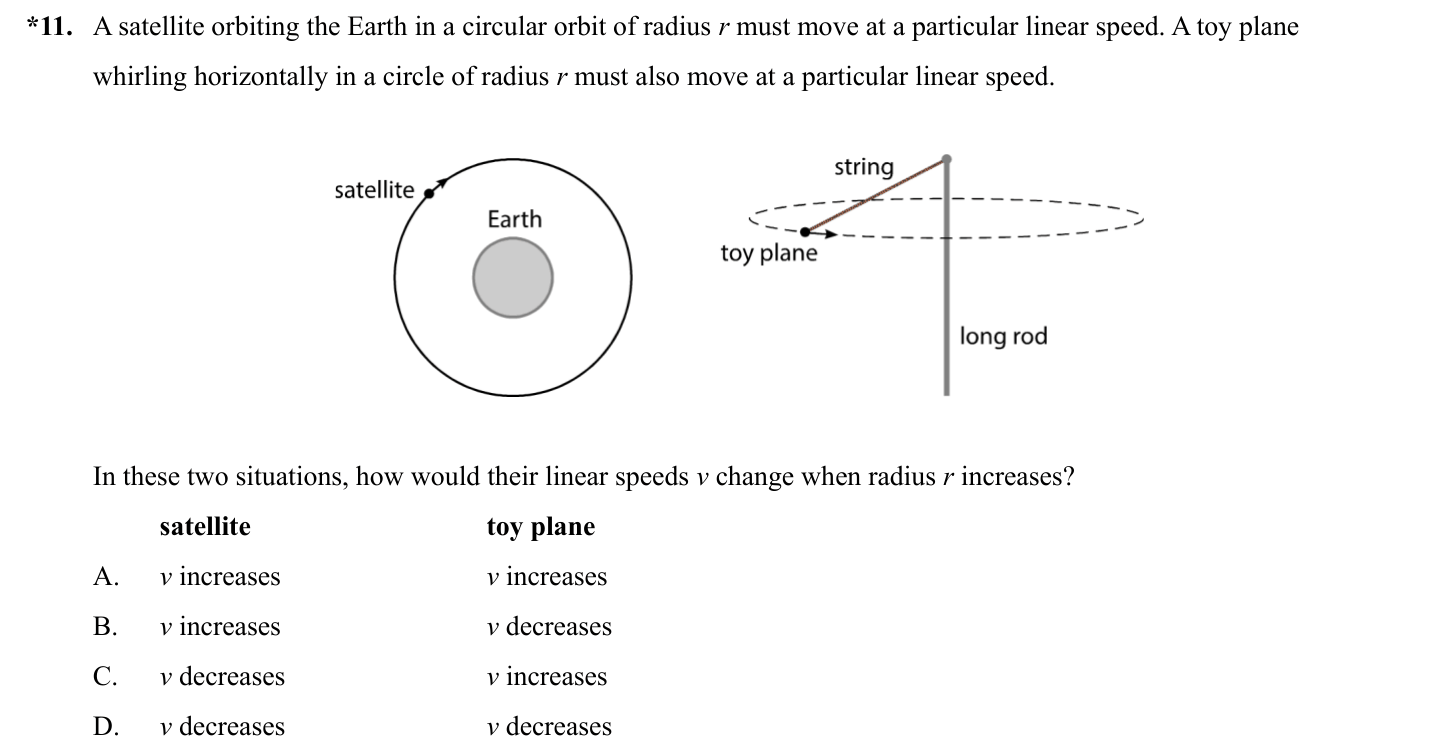 *11. A satellite orbiting the Earth in a circular orbit of radius r must move at a particular linear speed. A toy plane
whirling horizontally in a circle of radius r must also move at a particular linear speed.
satellite
Earth
string
toy plane
long rod
In these two situations, how would their linear speeds v change when radius r increases?
satellite toy plane
A. v increases v increases
B. v increases v decreases
C. v decreases v increases
D. v decreases v decreases